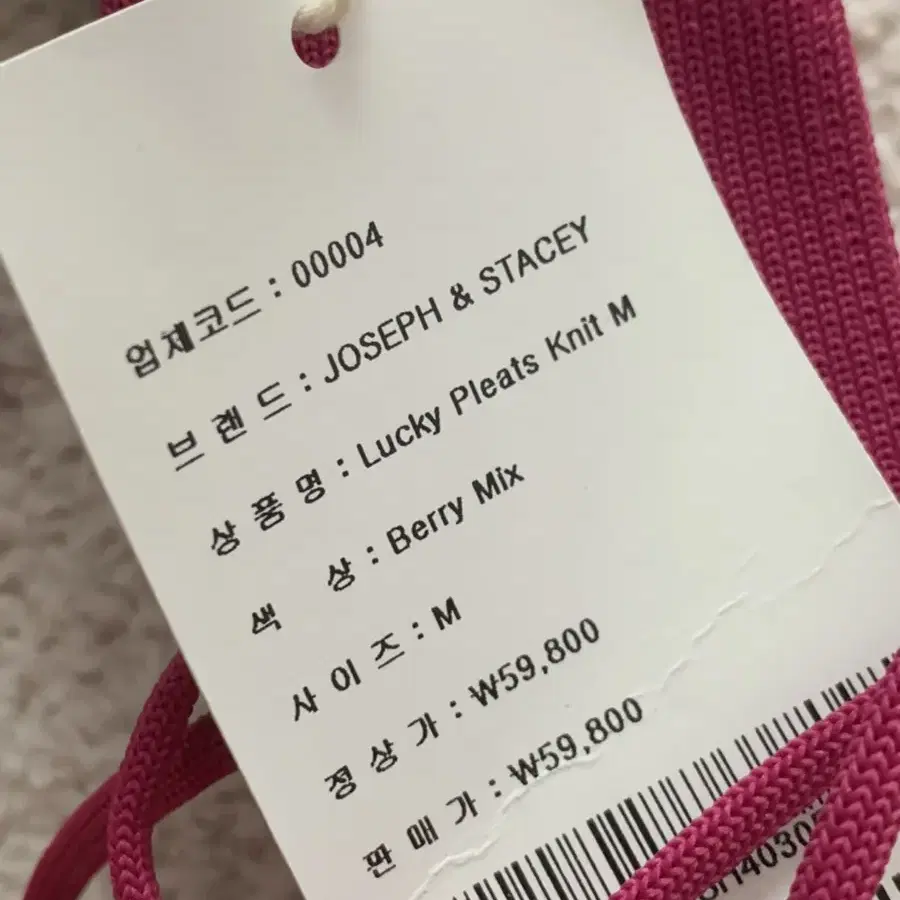 업체코드 : 00004
브 랜 드 : JOSEPH & STACEY
상 품 명 : Lucky Pleats Knit M
색 상 : Berry Mix
사 이 즈 : M
정 상 가 : ₩59,800
판 매 가 : ₩59,800